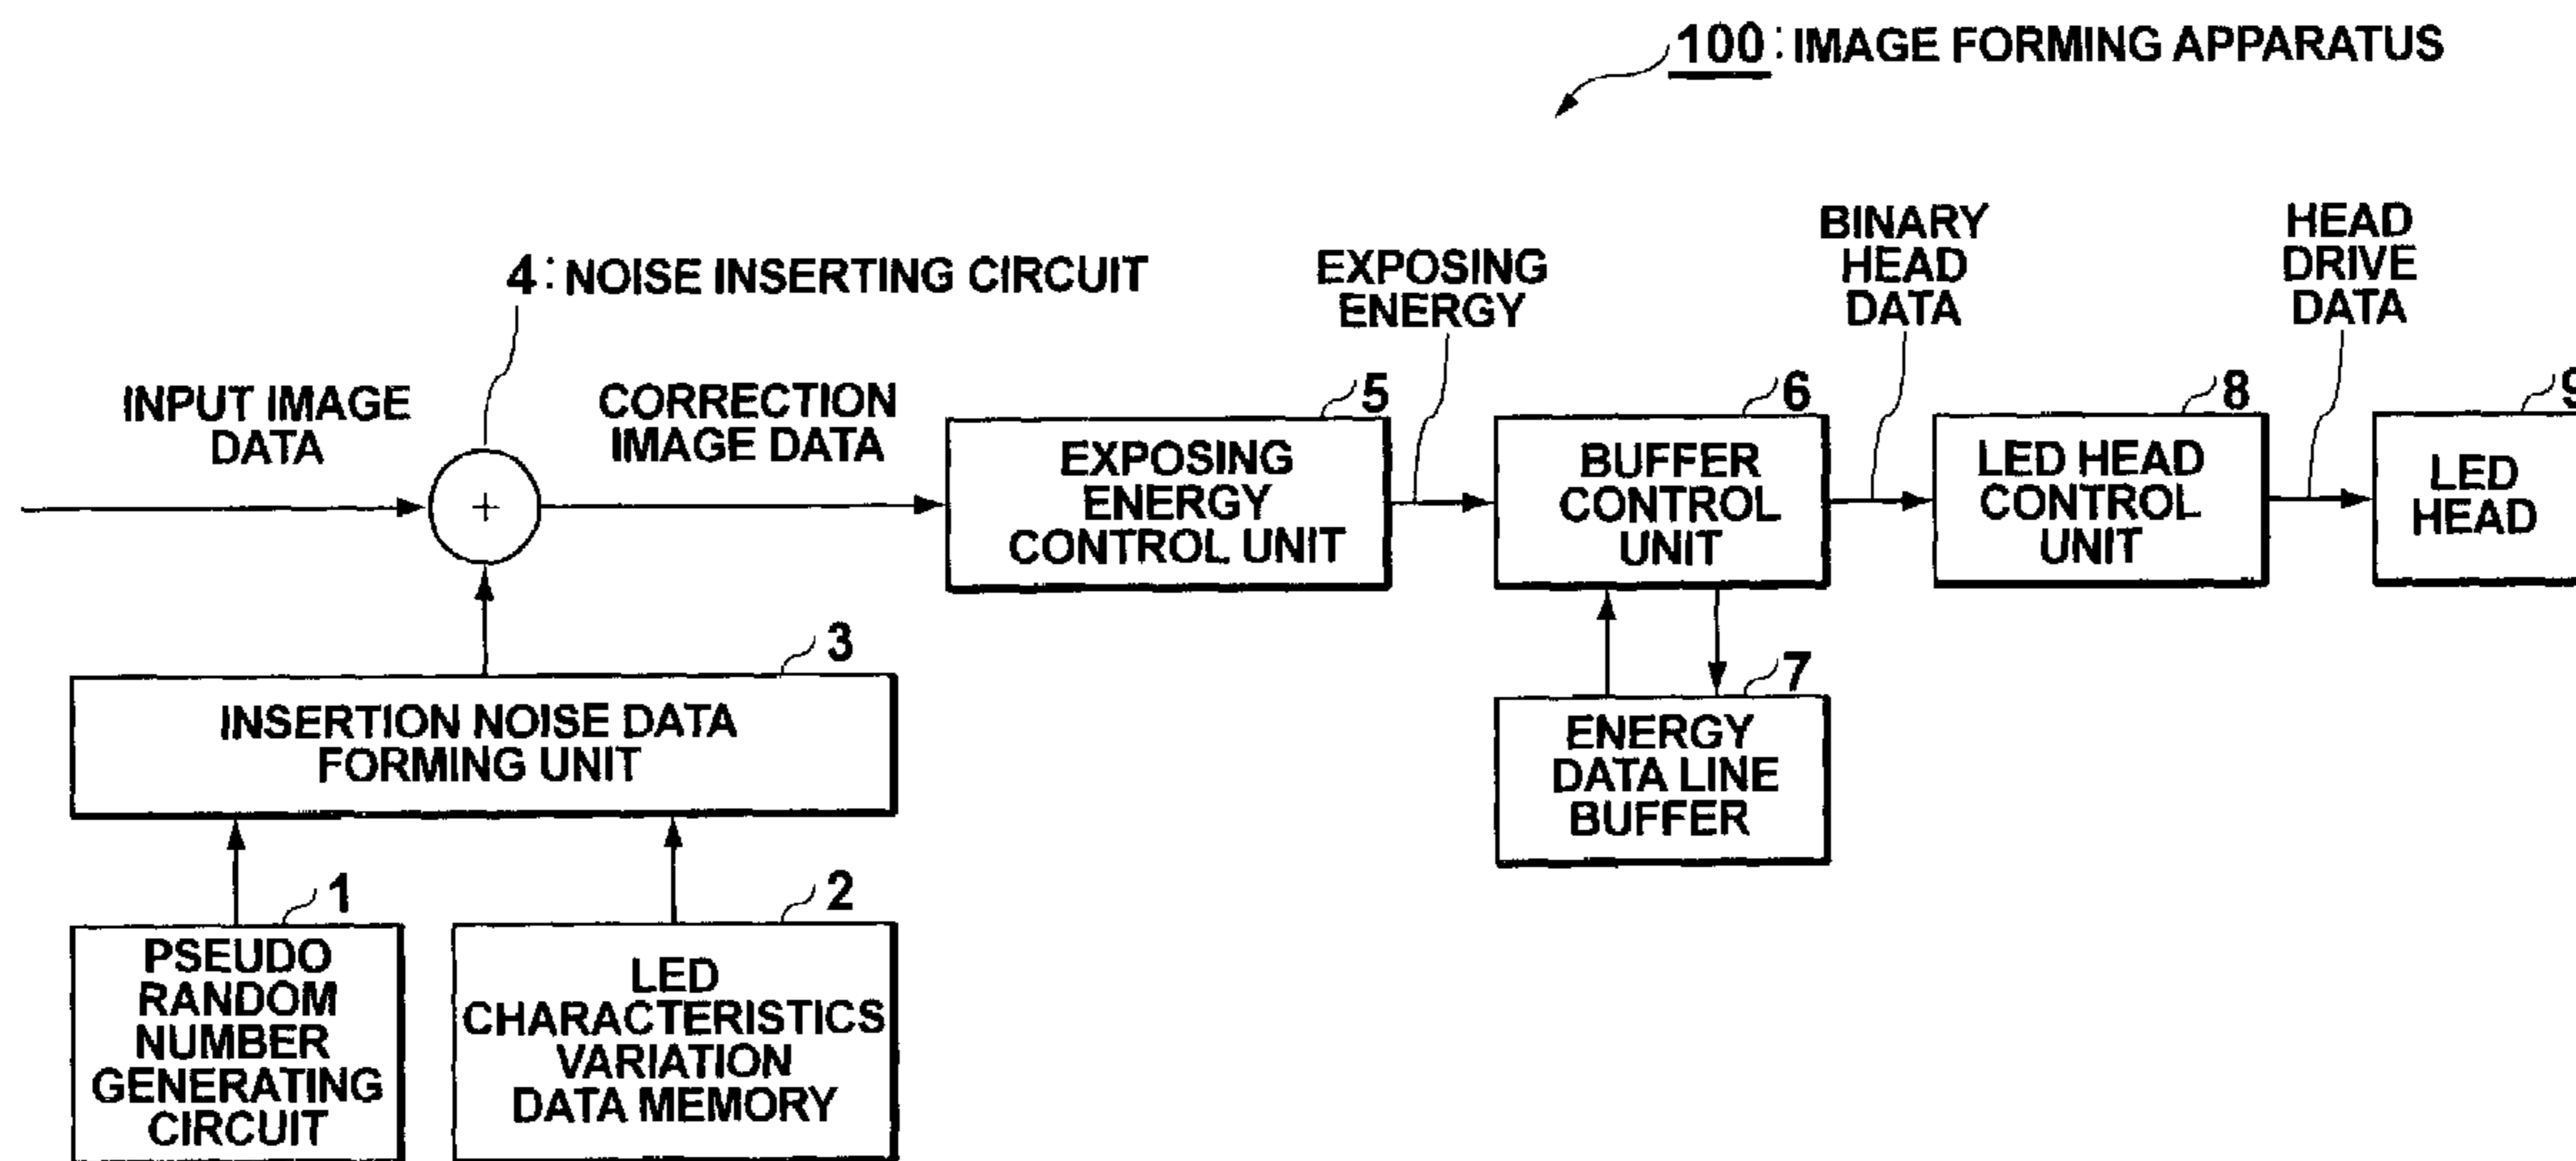 100: IMAGE FORMING APPARATUS
4: NOISE INSERTING CIRCUIT
INPUT IMAGE
DATA
CORRECTION
IMAGE DATA
5
EXPOSING
ENERGY
CONTROL UNIT
EXPOSING
ENERGY
6
BUFFER
CONTROL
UNIT
BINARY
HEAD
DATA
8
LED HEAD
CONTROL
UNIT
HEAD
DRIVE
DATA
9
LED
HEAD
3
INSERTION NOISE DATA
FORMING UNIT
7
ENERGY
DATA LINE
BUFFER
1
PSEUDO
RANDOM
NUMBER
GENERATING
CIRCUIT
2
LED
CHARACTERISTICS
VARIATION
DATA MEMORY
+